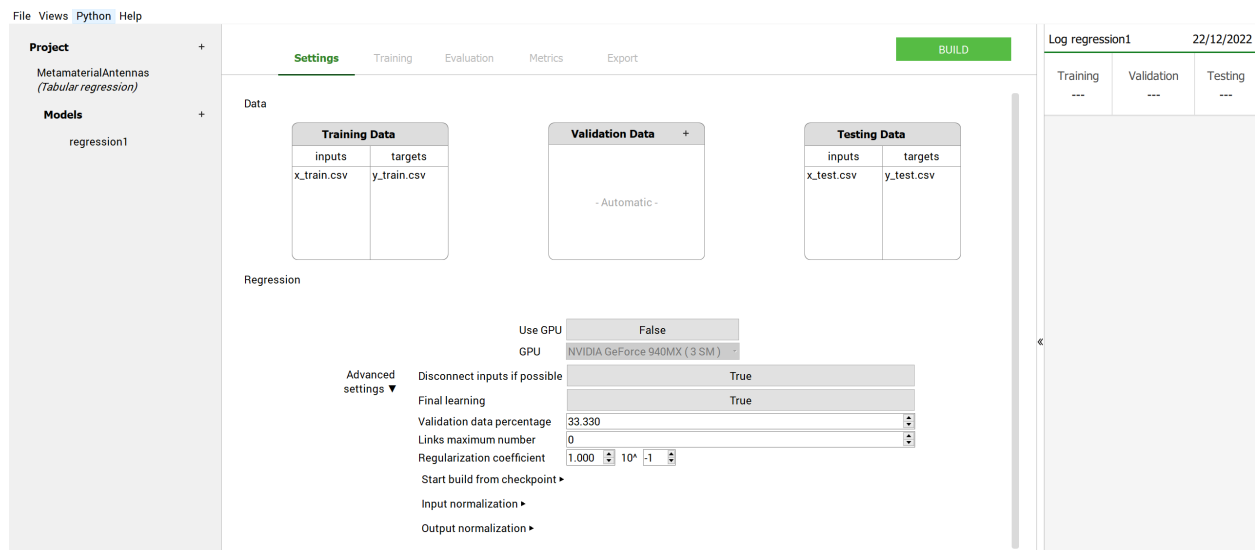 File Views Python Help
Project +
MetamaterialAntennas
(Tabular regression)
Models +
regression1
Settings Training Evaluation Metrics Export
BUILD
Data
Training Data
inputs targets
x_train.csv y_train.csv
Validation Data +
- Automatic -
Testing Data
inputs targets
x_test.csv y_test.csv
Regression
Use GPU False
GPU NVIDIA GeForce 940MX ( 3 SM )
Advanced
settings ▼
Disconnect inputs if possible True
Final learning True
Validation data percentage 33.330
Links maximum number 0
Regularization coefficient 1.000 10^ -1
Start build from checkpoint ▸
Input normalization ▸
Output normalization ▸
«
Log regression1 22/12/2022
Training Validation Testing
--- --- ---